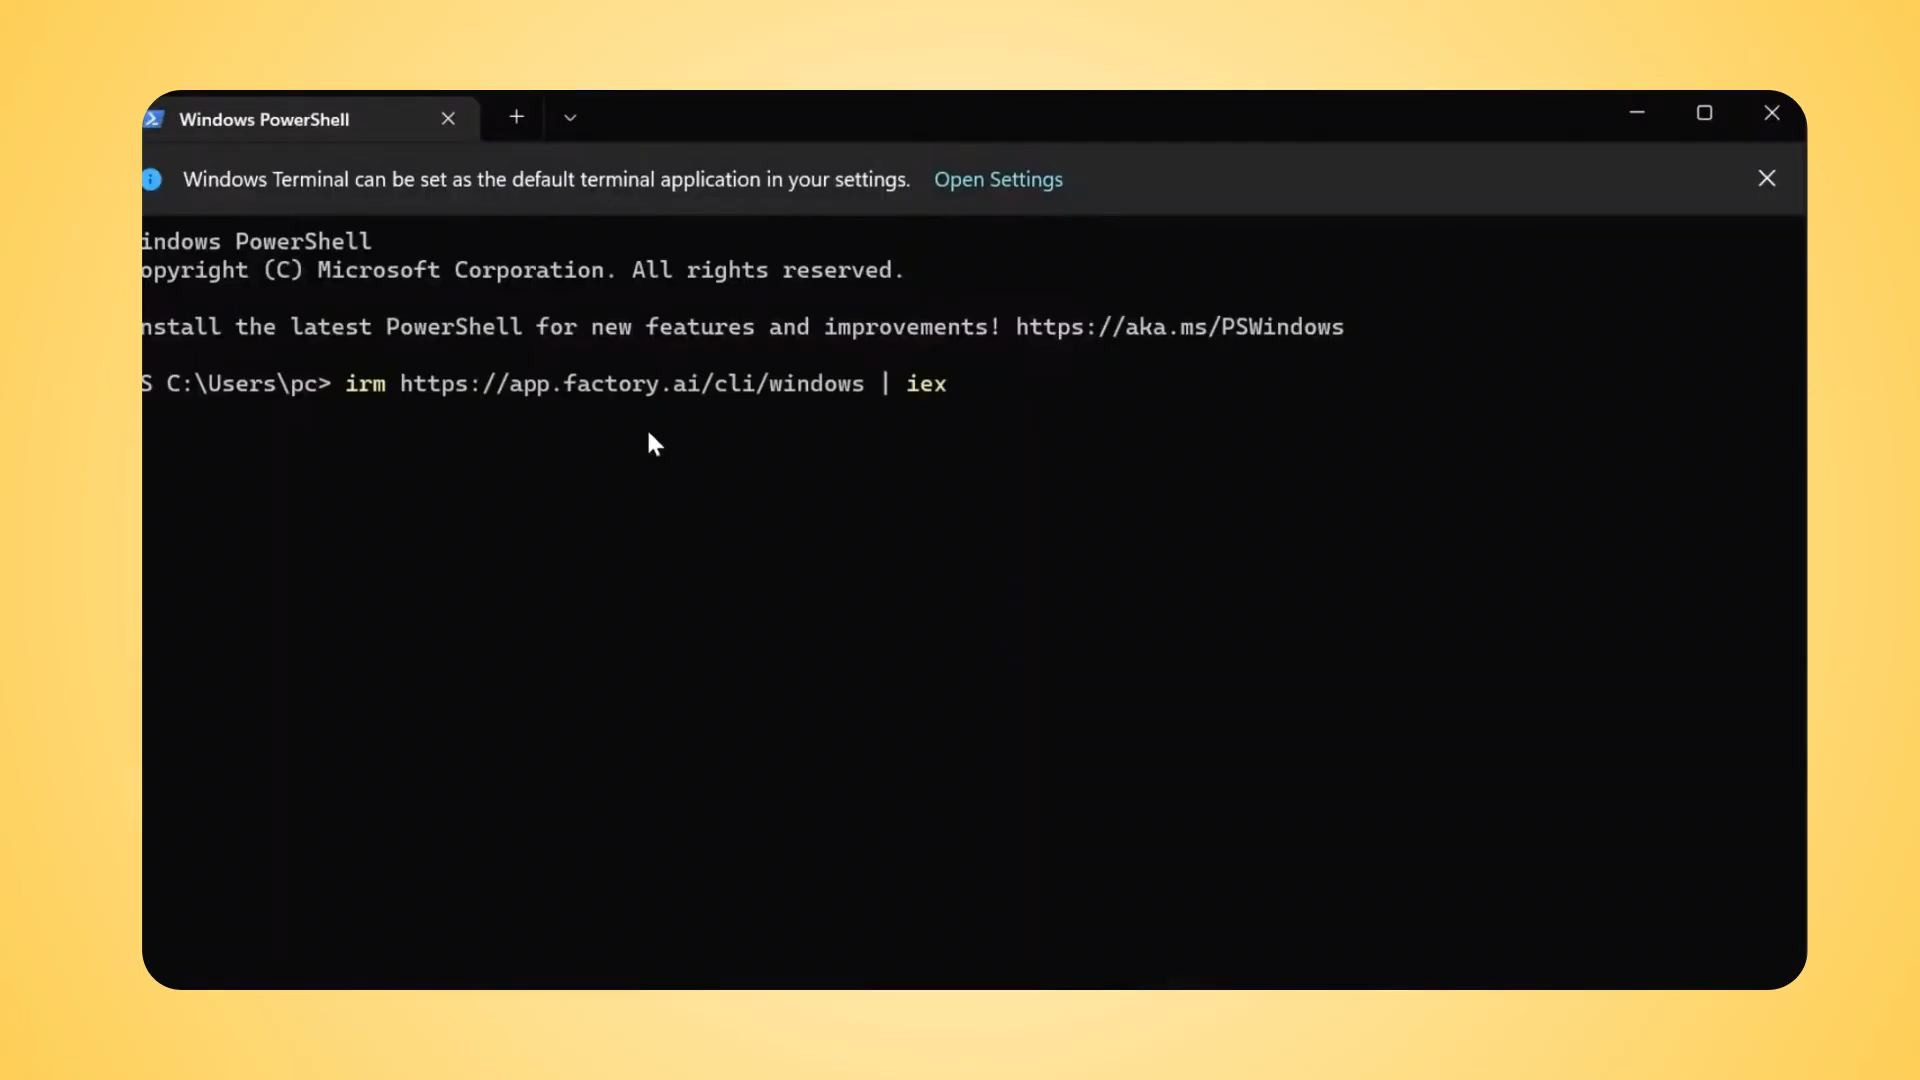 Windows PowerShell
Windows Terminal can be set as the default terminal application in your settings. Open Settings
indows PowerShell
opyright (C) Microsoft Corporation. All rights reserved.
nstall the latest PowerShell for new features and improvements! https://aka.ms/PSWindows
S C:\Users\pc> irm https://app.factory.ai/cli/windows | iex